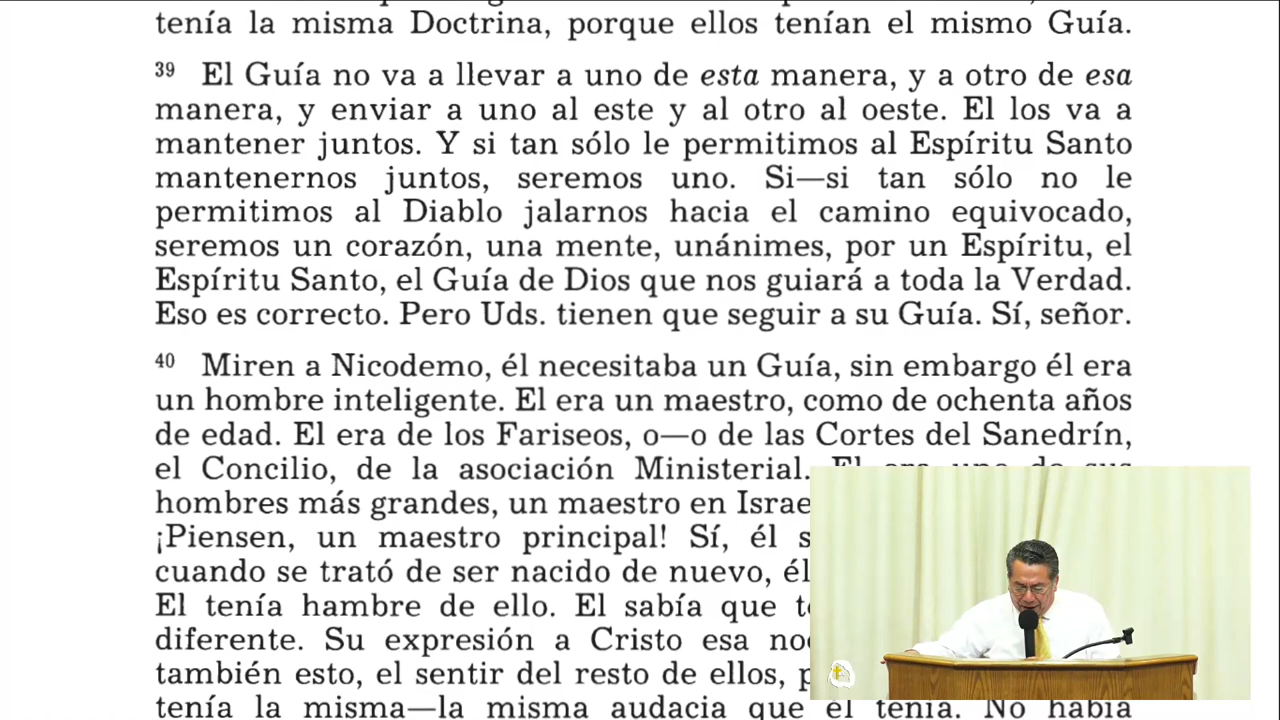 tenía la misma Doctrina, porque ellos tenían el mismo Guía.
39 El Guía no va a llevar a uno de esta manera, y a otro de esa
manera, y enviar a uno al este y al otro al oeste. El los va a
mantener juntos. Y si tan sólo le permitimos al Espíritu Santo
mantenernos juntos, seremos uno. Si—si tan sólo no le
permitimos al Diablo jalarnos hacia el camino equivocado,
seremos un corazón, una mente, unánimes, por un Espíritu, el
Espíritu Santo, el Guía de Dios que nos guiará a toda la Verdad.
Eso es correcto. Pero Uds. tienen que seguir a su Guía. Sí, señor.
40 Miren a Nicodemo, él necesitaba un Guía, sin embargo él era
un hombre inteligente. El era un maestro, como de ochenta años
de edad. El era de los Fariseos, o—o de las Cortes del Sanedrín,
el Concilio, de la asociación Ministerial. El era uno de sus
hombres más grandes, un maestro en
¡Piensen, un maestro principal! Sí, él
cuando se trató de ser nacido de nuevo, él
El tenía hambre de ello. El sabía que
diferente. Su expresión a Cristo esa
también esto, el sentir del resto de ellos,
tenía la misma—la misma audacia que él tenía. No había